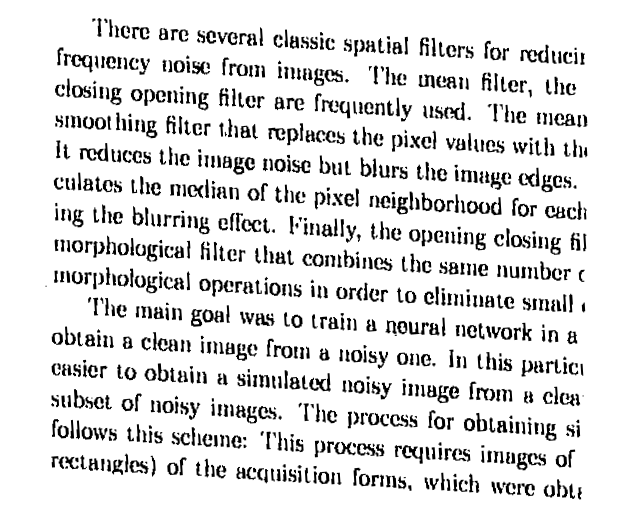 There are several classic spatial filters for reducin
frequency noise from images. The mean filter, the
closing opening filter are frequently used. The mean
smoothing filter that replaces the pixel values with the
It reduces the image noise but blurs the image edges.
culates the median of the pixel neighborhood for each
ing the blurring effect. Finally, the opening closing fil
morphological filter that combines the same number o
morphological operations in order to eliminate small
The main goal was to train a neural network in a
obtain a clean image from a noisy one. In this particu
easier to obtain a simulated noisy image from a clea
subset of noisy images. The process for obtaining si
follows this scheme: This process requires images of
rectangles) of the acquisition forms, which were obta